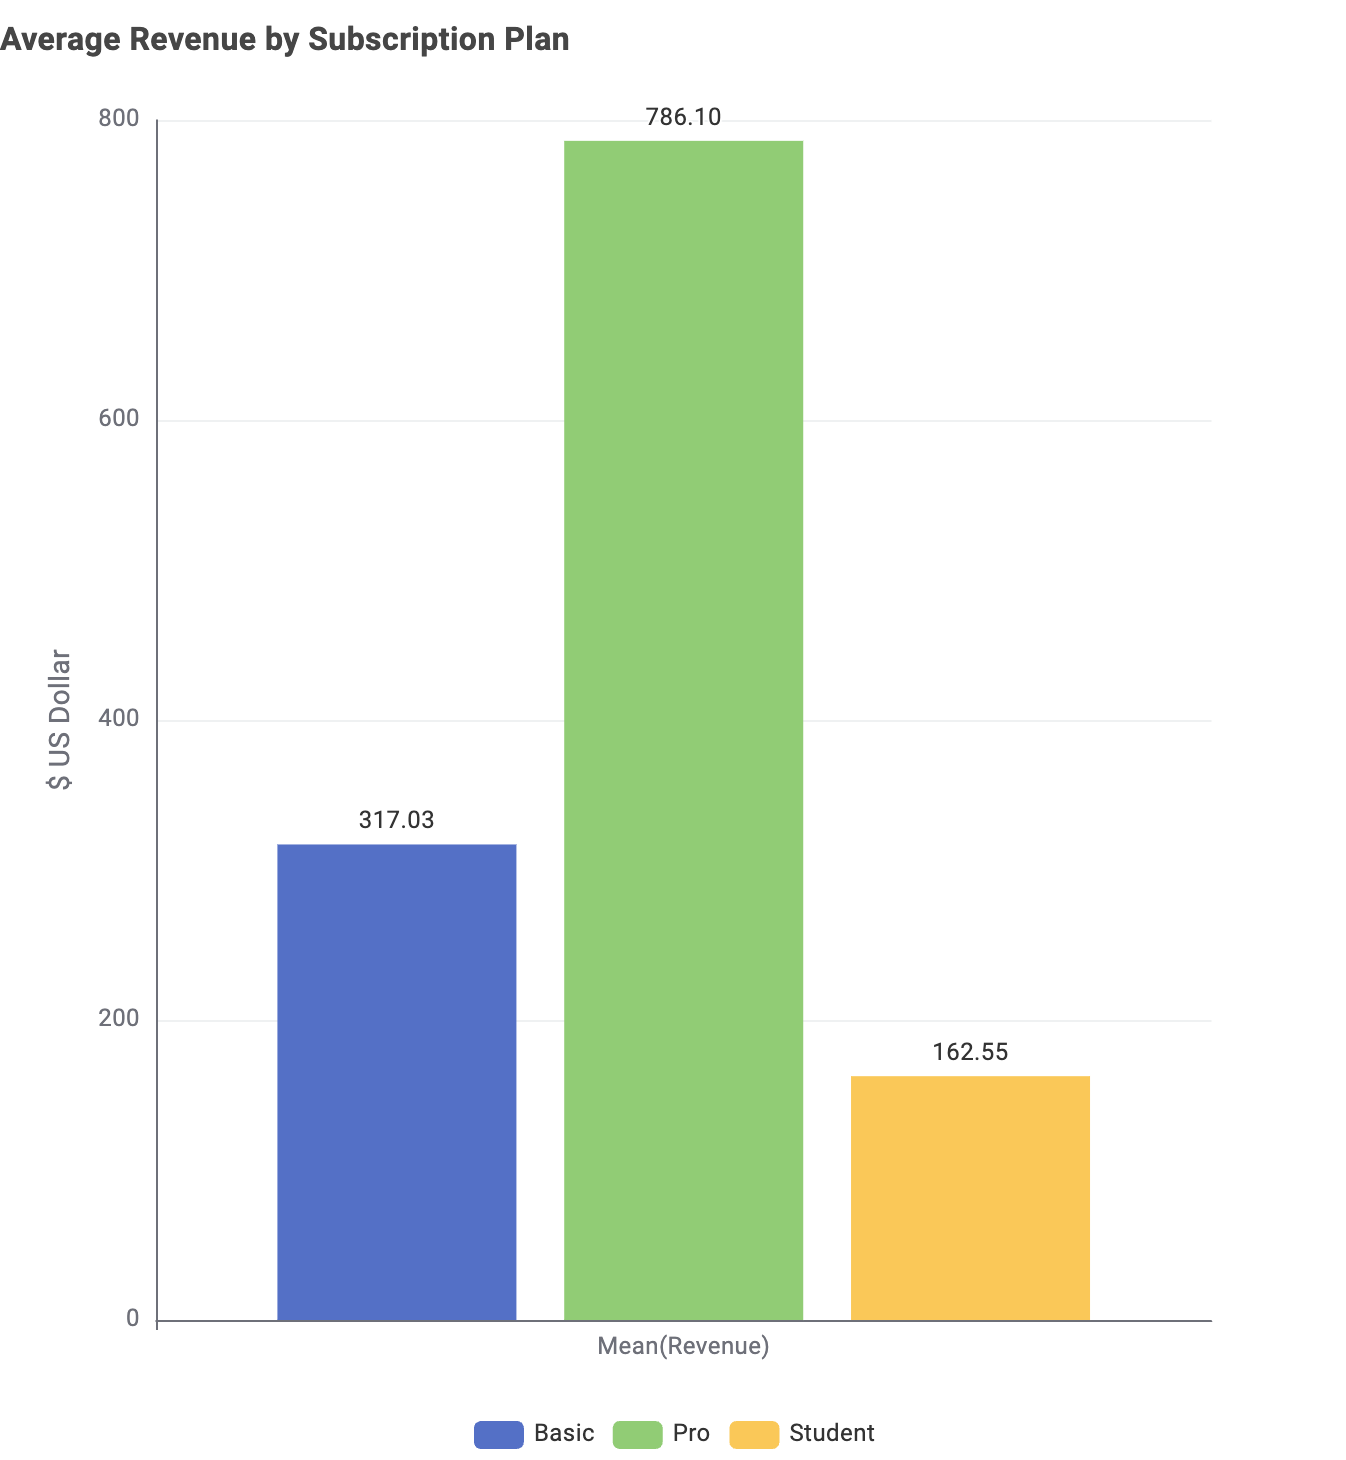 Average Revenue by Subscription Plan
800
786.10
600
$ US Dollar
400
317.03
200
162.55
0
Mean(Revenue)
Basic Pro Student